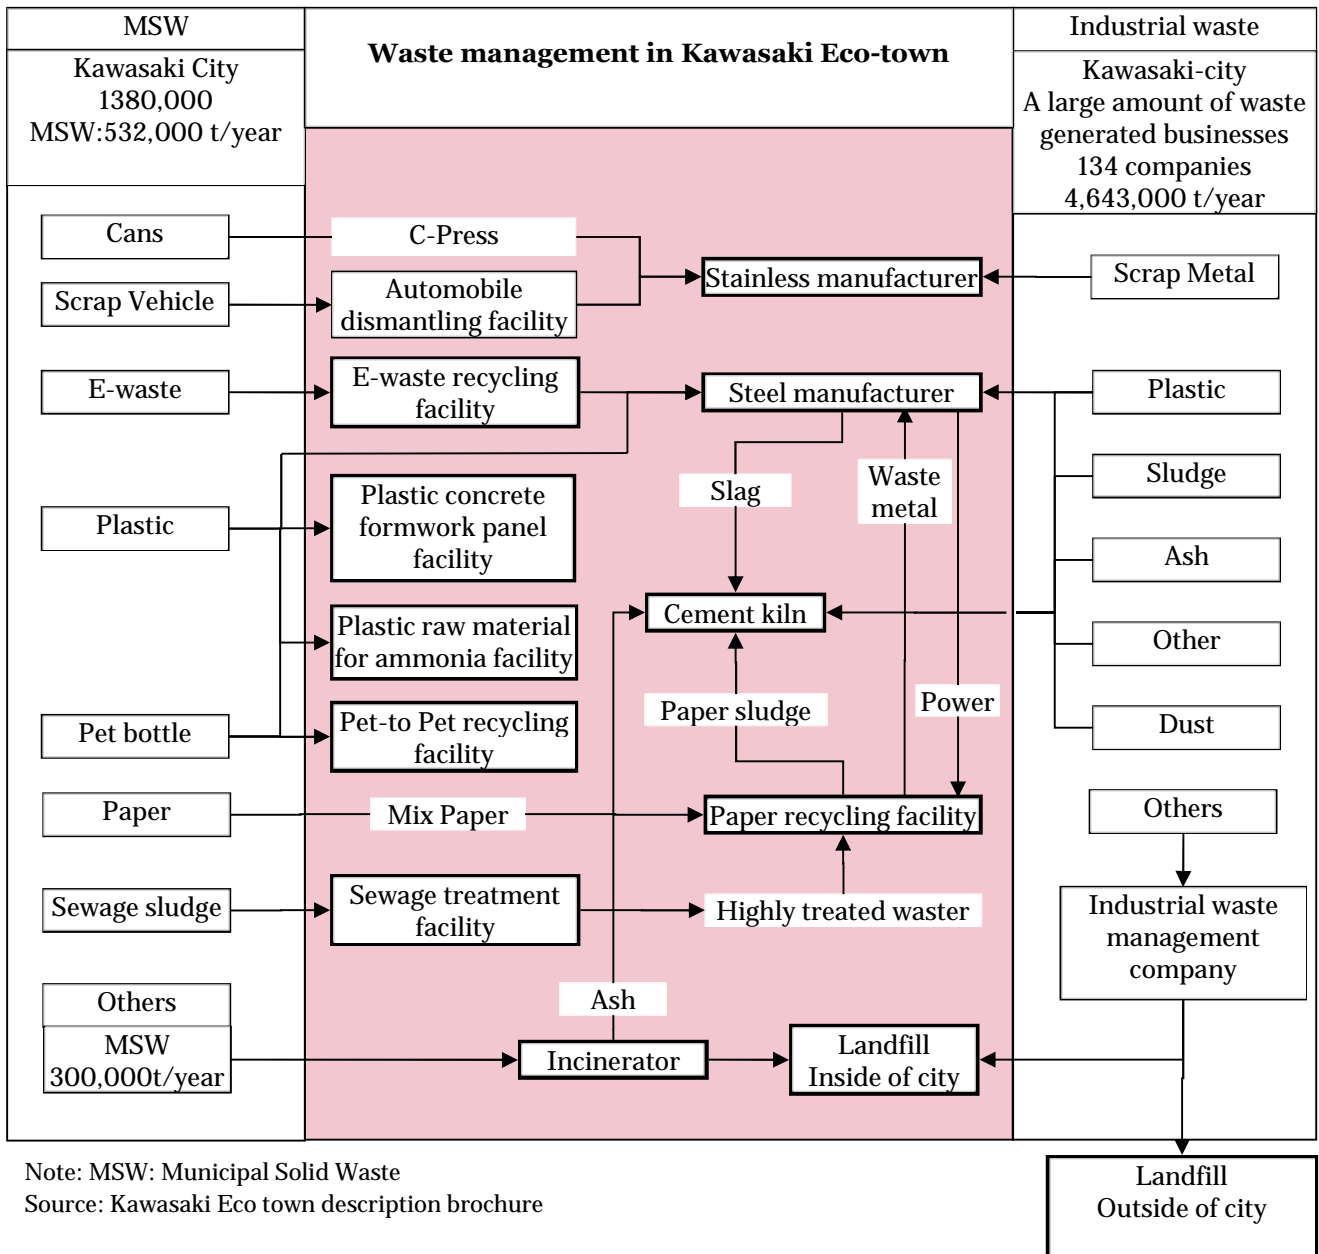 MSW
Kawasaki City
1380,000
MSW:532,000 t/year
Waste management in Kawasaki Eco-town
Industrial waste
Kawasaki-city
A large amount of waste
generated businesses
134 companies
4,643,000 t/year
Cans
C-Press
Stainless manufacturer
Scrap Metal
Scrap Vehicle
Automobile
dismantling facility
E-waste
E-waste recycling
facility
Steel manufacturer
Plastic
Sludge
Ash
Other
Dust
Slag
Waste
metal
Plastic
Plastic concrete
formwork panel
facility
Cement kiln
Plastic raw material
for ammonia facility
Paper sludge
Power
Pet bottle
Pet-to Pet recycling
facility
Paper
Mix Paper
Paper recycling facility
Others
Sewage sludge
Sewage treatment
facility
Highly treated waster
Industrial waste
management
company
Others
MSW
300,000t/year
Ash
Incinerator
Landfill
Inside of city
Landfill
Outside of city
Note: MSW: Municipal Solid Waste
Source: Kawasaki Eco town description brochure